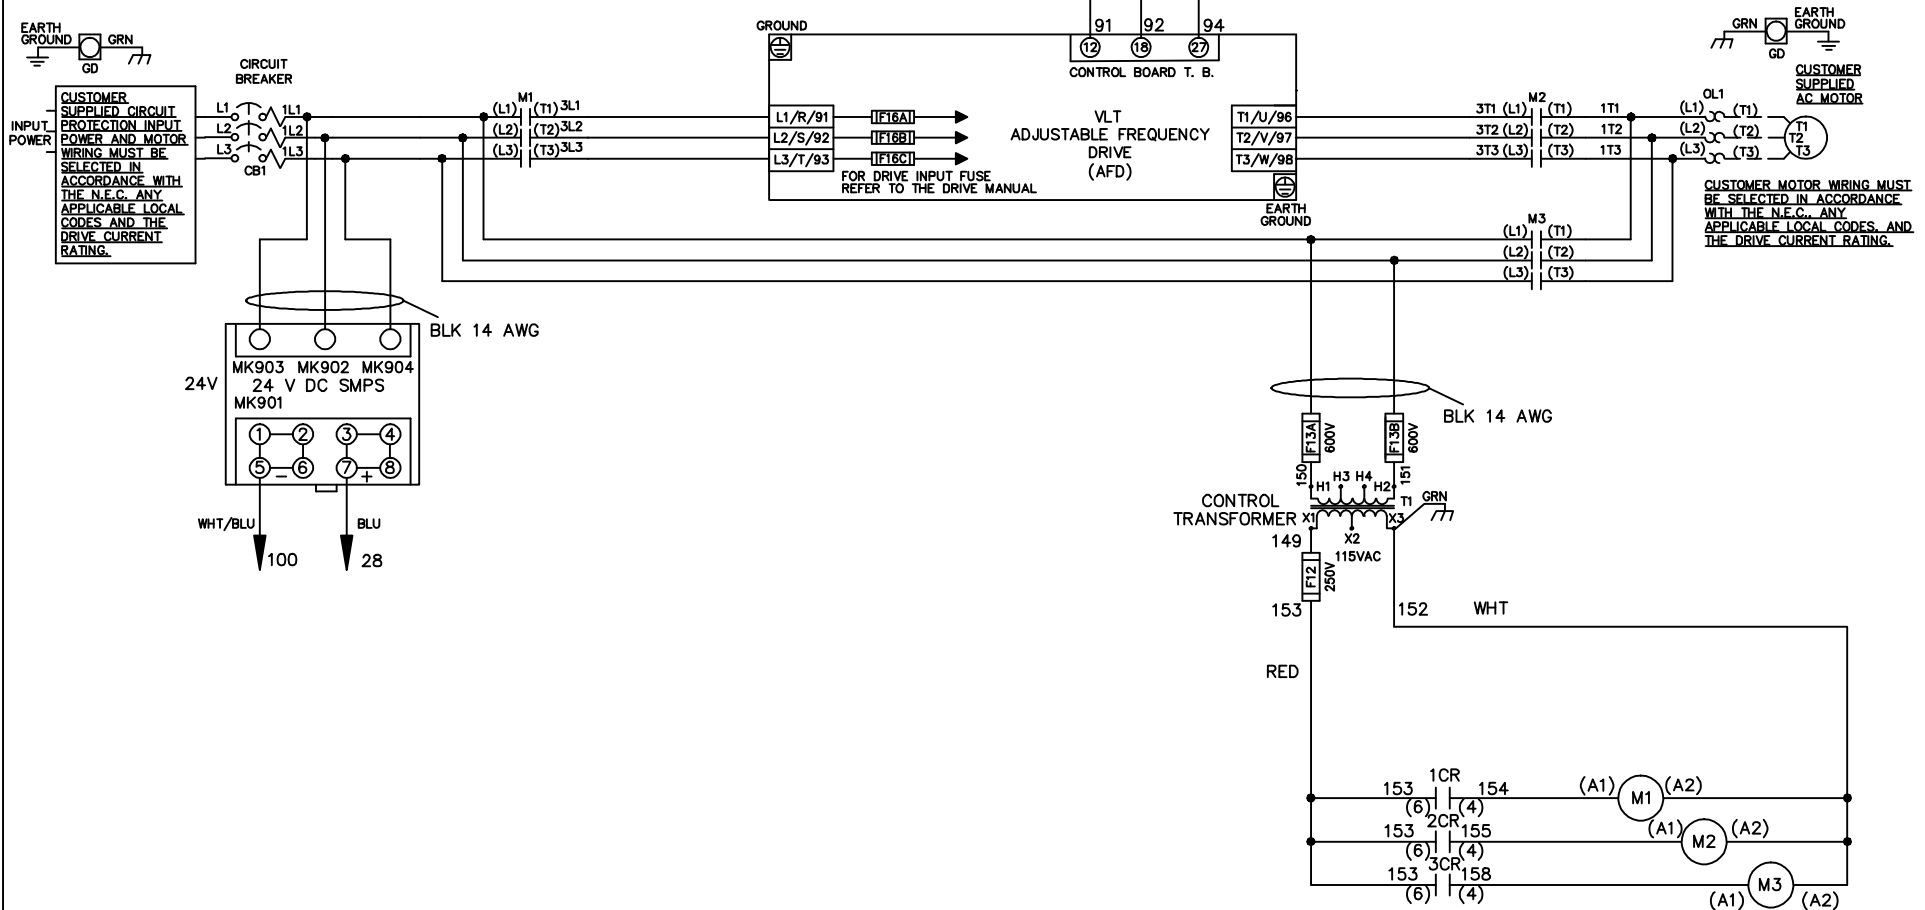 91 92 94
GROUND
12 18 27
CONTROL BOARD T. B.
EARTH
GROUND GRN
GD
GRN EARTH
GROUND
GD
CUSTOMER
SUPPLIED
AC MOTOR
CIRCUIT
BREAKER
INPUT
POWER
CUSTOMER
SUPPLIED CIRCUIT
PROTECTION INPUT
POWER AND MOTOR
WIRING MUST BE
SELECTED IN
ACCORDANCE WITH
THE N.E.C. ANY
APPLICABLE LOCAL
CODES AND THE
DRIVE CURRENT
RATING.
L1 1L1
L2 1L2
L3 1L3
CB1
M1
(L1) (T1) 3L1
(L2) (T2) 3L2
(L3) (T3) 3L3
L1/R/91 F16A
L2/S/92 F16B
L3/T/93 F16C
FOR DRIVE INPUT FUSE
REFER TO THE DRIVE MANUAL
VLT
ADJUSTABLE FREQUENCY
DRIVE
(AFD)
T1/U/96
T2/V/97
T3/W/98
EARTH
GROUND
M2
3T1 (L1) (T1) 1T1
3T2 (L2) (T2) 1T2
3T3 (L3) (T3) 1T3
OL1
(L1) (T1)
(L2) (T2)
(L3) (T3)
T1
T2
T3
CUSTOMER MOTOR WIRING MUST
BE SELECTED IN ACCORDANCE
WITH THE N.E.C., ANY
APPLICABLE LOCAL CODES, AND
THE DRIVE CURRENT RATING.
M3
(L1) (T1)
(L2) (T2)
(L3) (T3)
BLK 14 AWG
MK903 MK902 MK904
24V 24 V DC SMPS
MK901
1 2 3 4
5 - 6 7 + 8
WHT/BLU BLU
100 28
BLK 14 AWG
F13A 600V F13B 600V
150 151
H1 H3 H4 H2
T1 GRN
CONTROL
TRANSFORMER X1 X3
X2
149 115VAC
F12 250V
153 152 WHT
RED
1CR
153 154 (A1) M1 (A2)
(6) (4)
2CR
153 155 (A1) M2 (A2)
(6) (4)
3CR
153 158 M3
(6) (4) (A1) (A2)